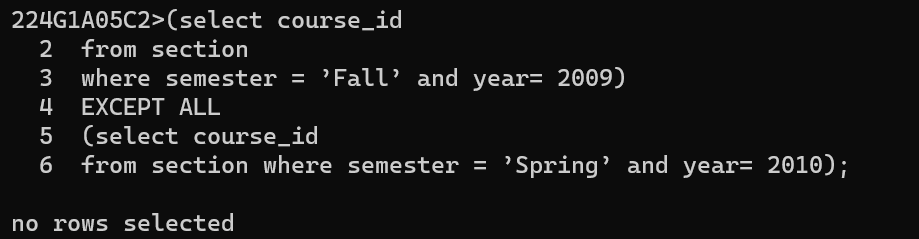 224G1A05C2>(select course_id
2 from section
3 where semester = ’Fall’ and year= 2009)
4 EXCEPT ALL
5 (select course_id
6 from section where semester = ’Spring’ and year= 2010);
no rows selected